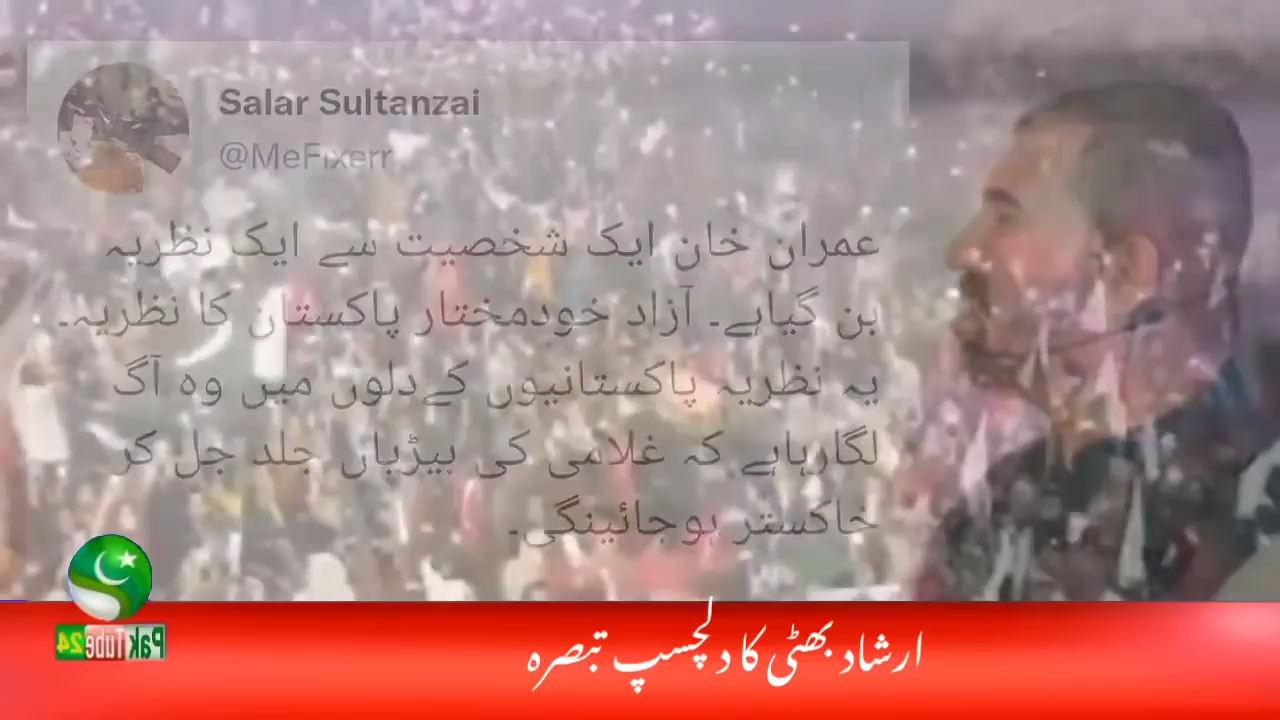 Salar Sultanzai
@MeFixerr
عمران خان ایک شخصیت سے ایک نظریہ
بن گیاہے۔ آزاد خودمختار پاکستان کا نظریہ۔
یہ نظریہ پاکستانیوں کےدلوں میں وہ آگ
لگارہاہے کہ غلامی کی بیڑیاں جلد جل کر
خاکستر ہوجائینگی۔
PakTube24
ارشاد بھٹی کا دلچسپ تبصرہ